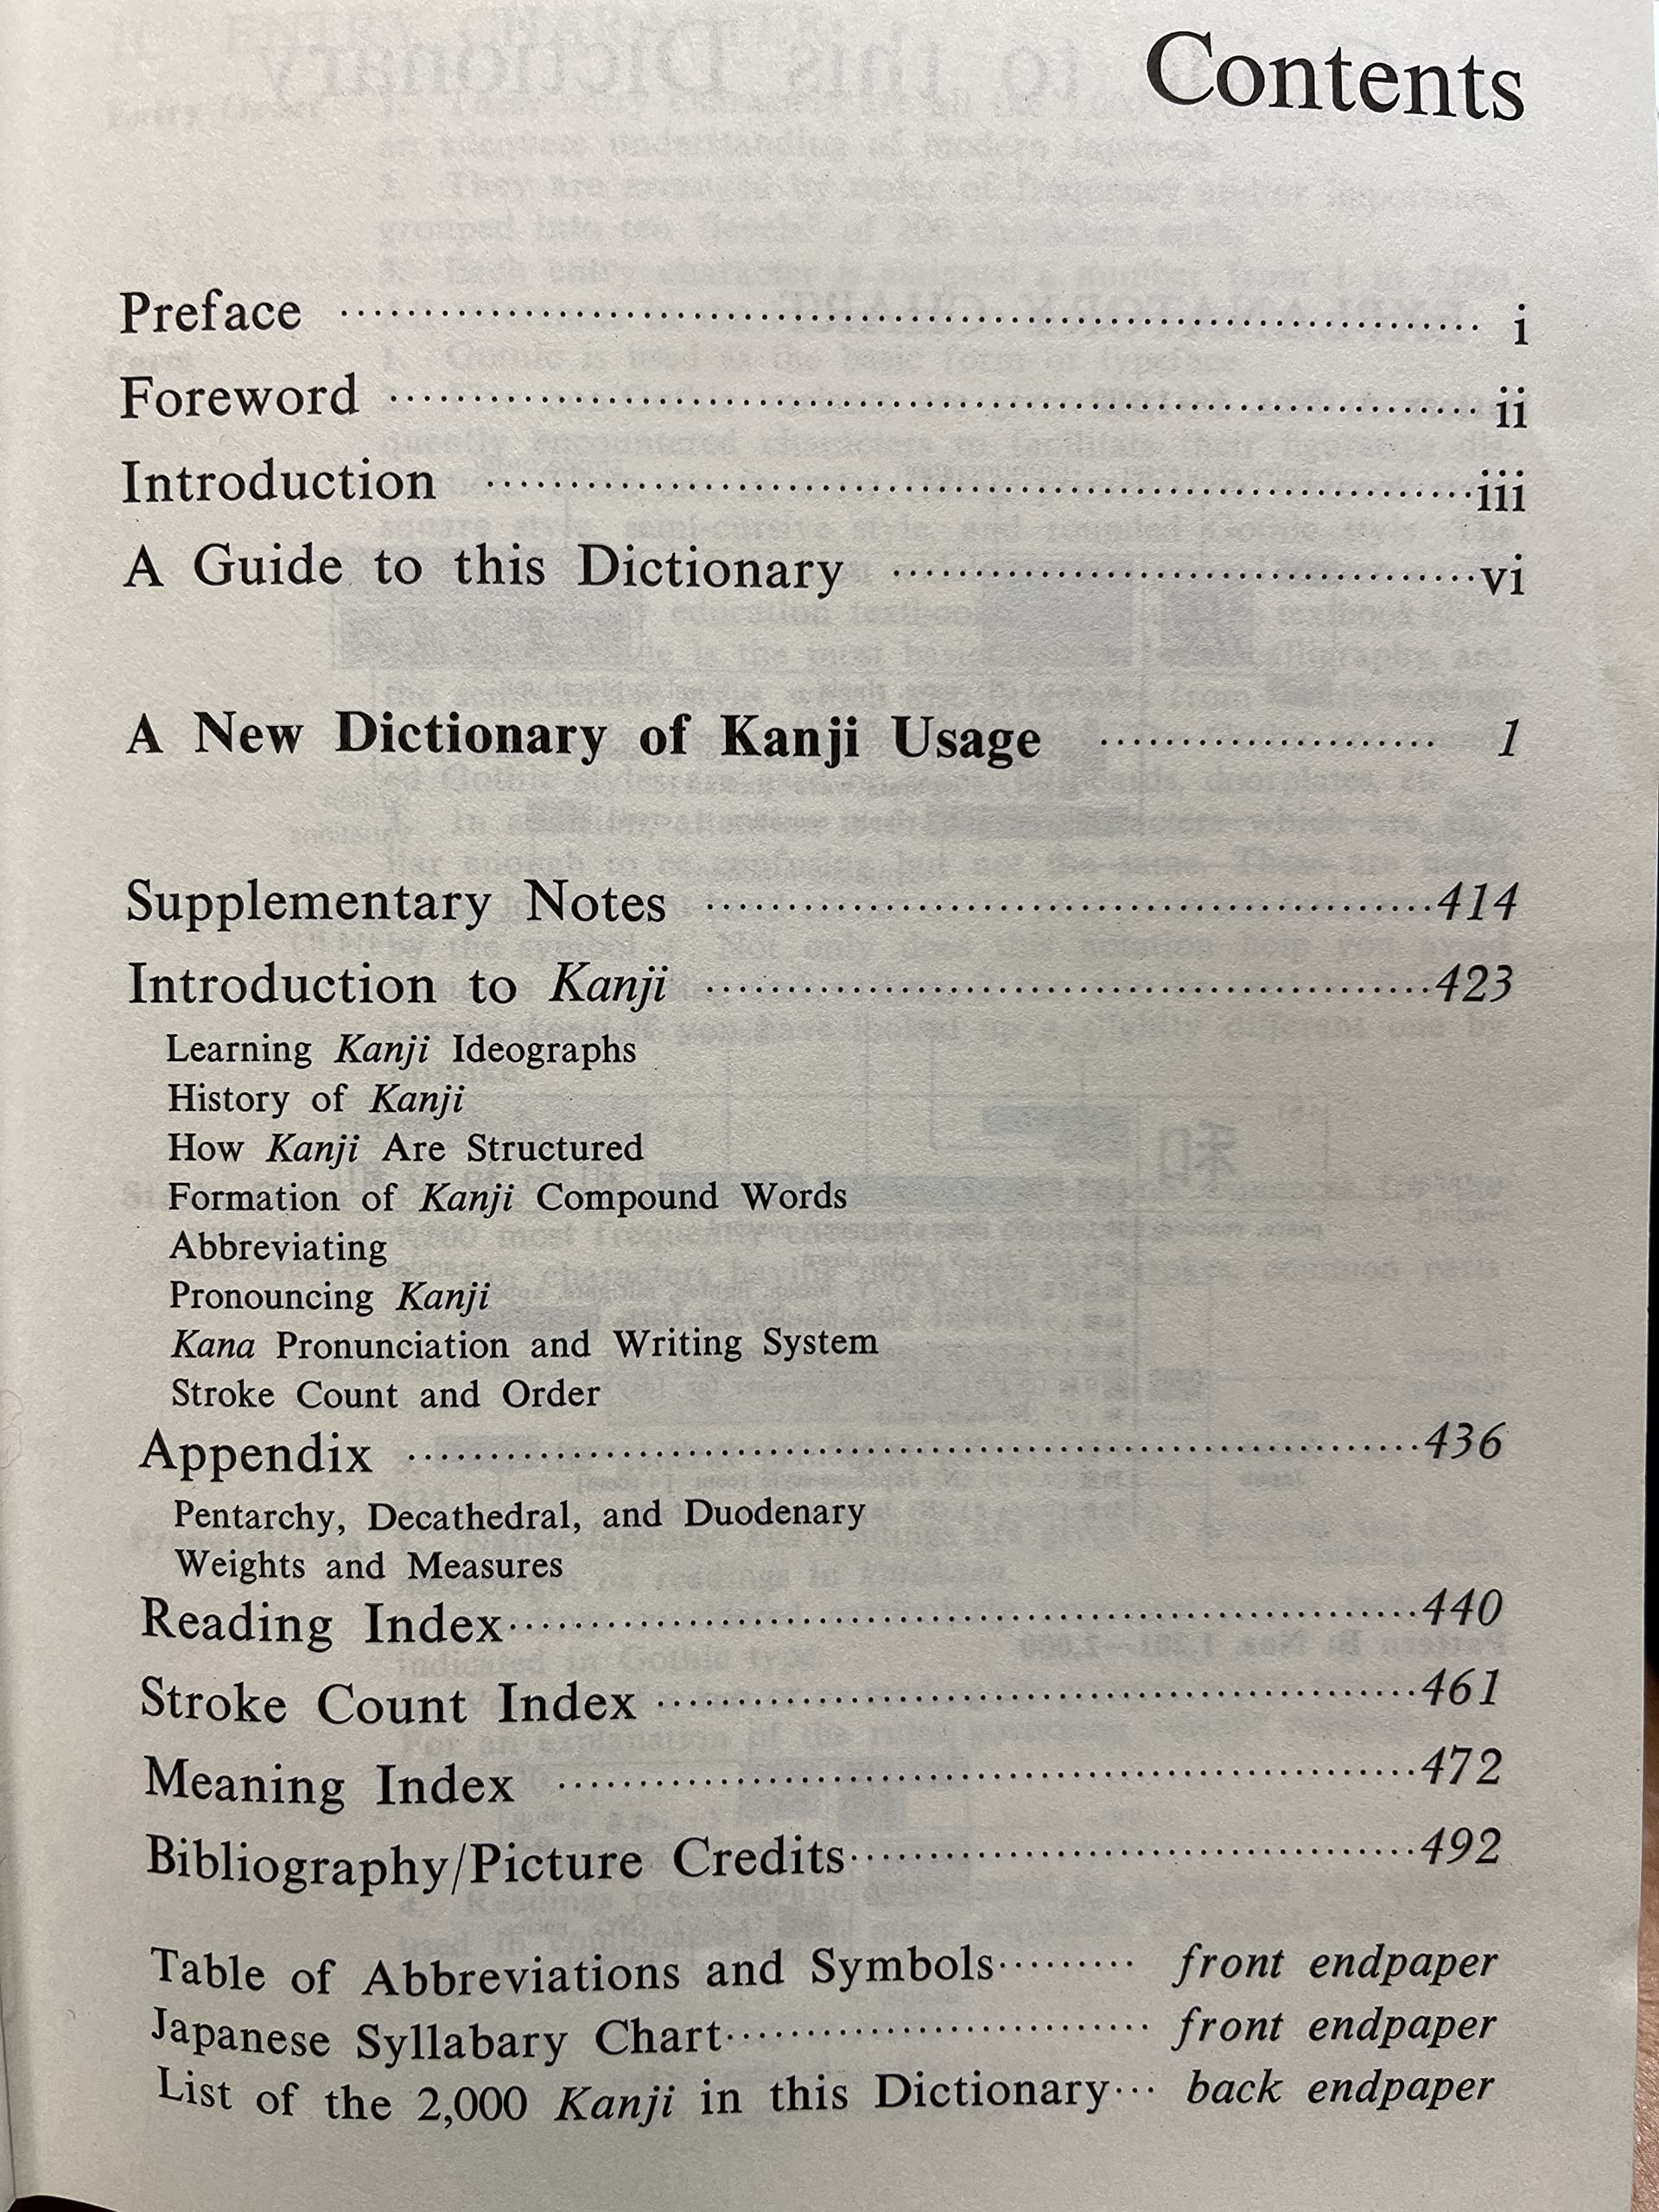 Contents
Preface ........ i
Foreword ........ ii
Introduction ........ iii
A Guide to this Dictionary ........ vi
A New Dictionary of Kanji Usage ........ 1
Supplementary Notes ........ 414
Introduction to Kanji ........ 423
Learning Kanji Ideographs
History of Kanji
How Kanji Are Structured
Formation of Kanji Compound Words
Abbreviating
Pronouncing Kanji
Kana Pronunciation and Writing System
Stroke Count and Order
Appendix ........ 436
Pentarchy, Decathedral, and Duodenary
Weights and Measures
Reading Index ........ 440
Stroke Count Index ........ 461
Meaning Index ........ 472
Bibliography/Picture Credits ........ 492
Table of Abbreviations and Symbols ........ front endpaper
Japanese Syllabary Chart ........ front endpaper
List of the 2,000 Kanji in this Dictionary ... back endpaper